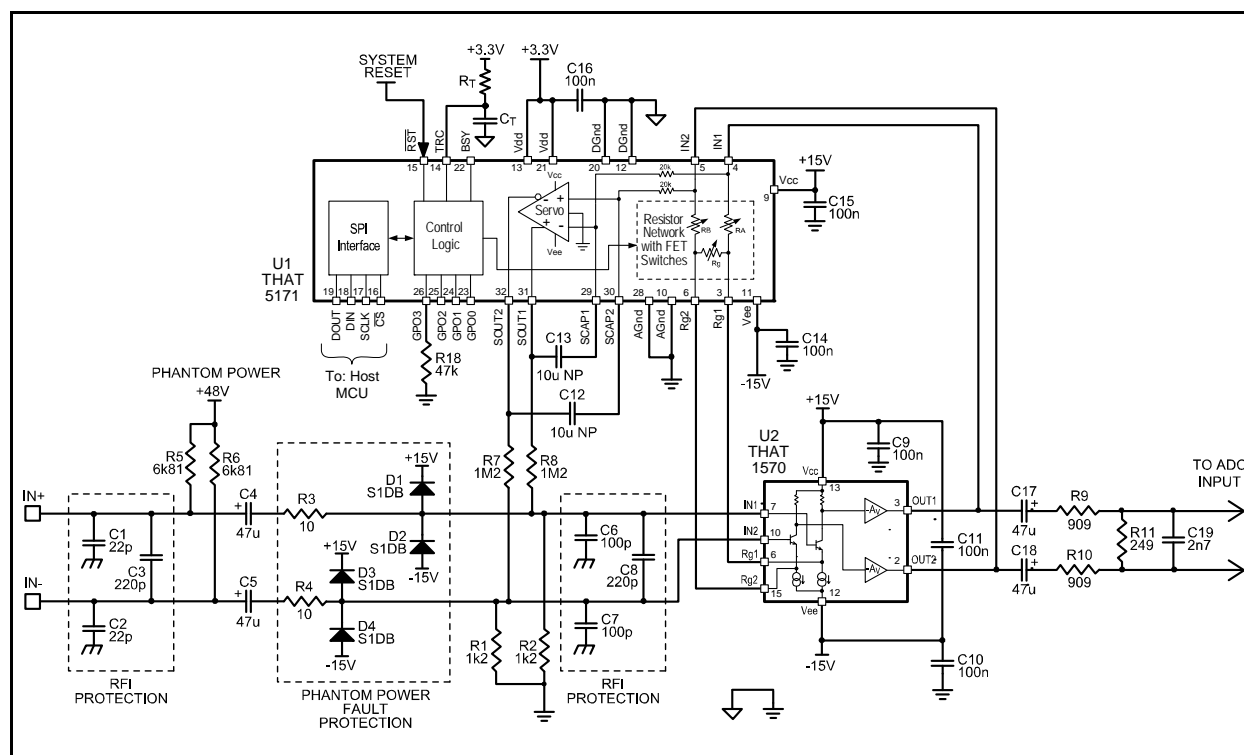 SYSTEM
RESET
+3.3V
+3.3V
RT
CT
C16
100n
RST
TRC
BSY
Vdd
Vdd
DGnd
DGnd
IN2
IN1
15
14
22
13
21
20
12
5
4
+15V
Vcc
9
C15
100n
20k
20k
Vcc
Servo
Vee
SPI
Interface
Control
Logic
Resistor
Network
with FET
Switches
RB
RA
Rg
U1
THAT
5171
19
18
17
16
26
25
24
23
32
31
29
30
28
10
6
3
11
DOUT
DIN
SCLK
CS
GPO3
GPO2
GPO1
GPO0
SOUT2
SOUT1
SCAP1
SCAP2
AGnd
AGnd
Rg2
Rg1
Vee
To: Host
MCU
R18
47k
C13
10u NP
C12
10u NP
C14
100n
-15V
PHANTOM POWER
+48V
R5
6k81
R6
6k81
+15V
D1
S1DB
D2
S1DB
-15V
+15V
D3
S1DB
D4
S1DB
-15V
R7
1M2
R8
1M2
U2
THAT
1570
+15V
C9
100n
Vcc
13
IN+
IN-
C1
22p
C2
22p
C3
220p
C4
+
47u
C5
+
47u
R3
10
R4
10
R1
1k2
R2
1k2
C6
100p
C7
100p
C8
220p
IN1
7
IN2
10
Rg1
6
Rg2
15
-Av
-Av
3
OUT1
2
OUT2
12
Vee
-15V
C11
100n
C10
100n
C17
+
47u
C18
+
47u
R9
909
R10
909
R11
249
C19
2n7
TO ADC
INPUT
RFI
PROTECTION
PHANTOM POWER
FAULT
PROTECTION
RFI
PROTECTION